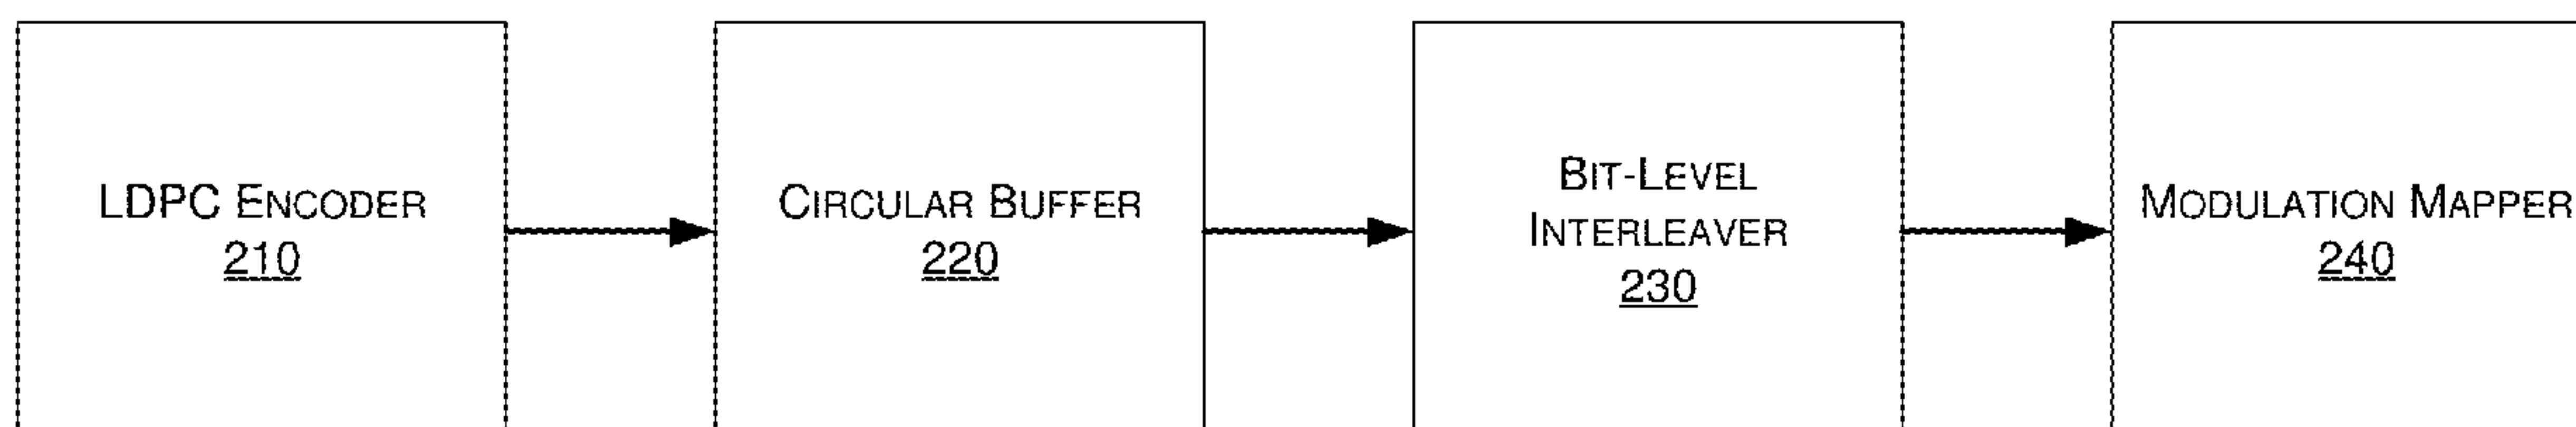 LDPC ENCODER
210
CIRCULAR BUFFER
220
BIT-LEVEL
INTERLEAVER
230
MODULATION MAPPER
240